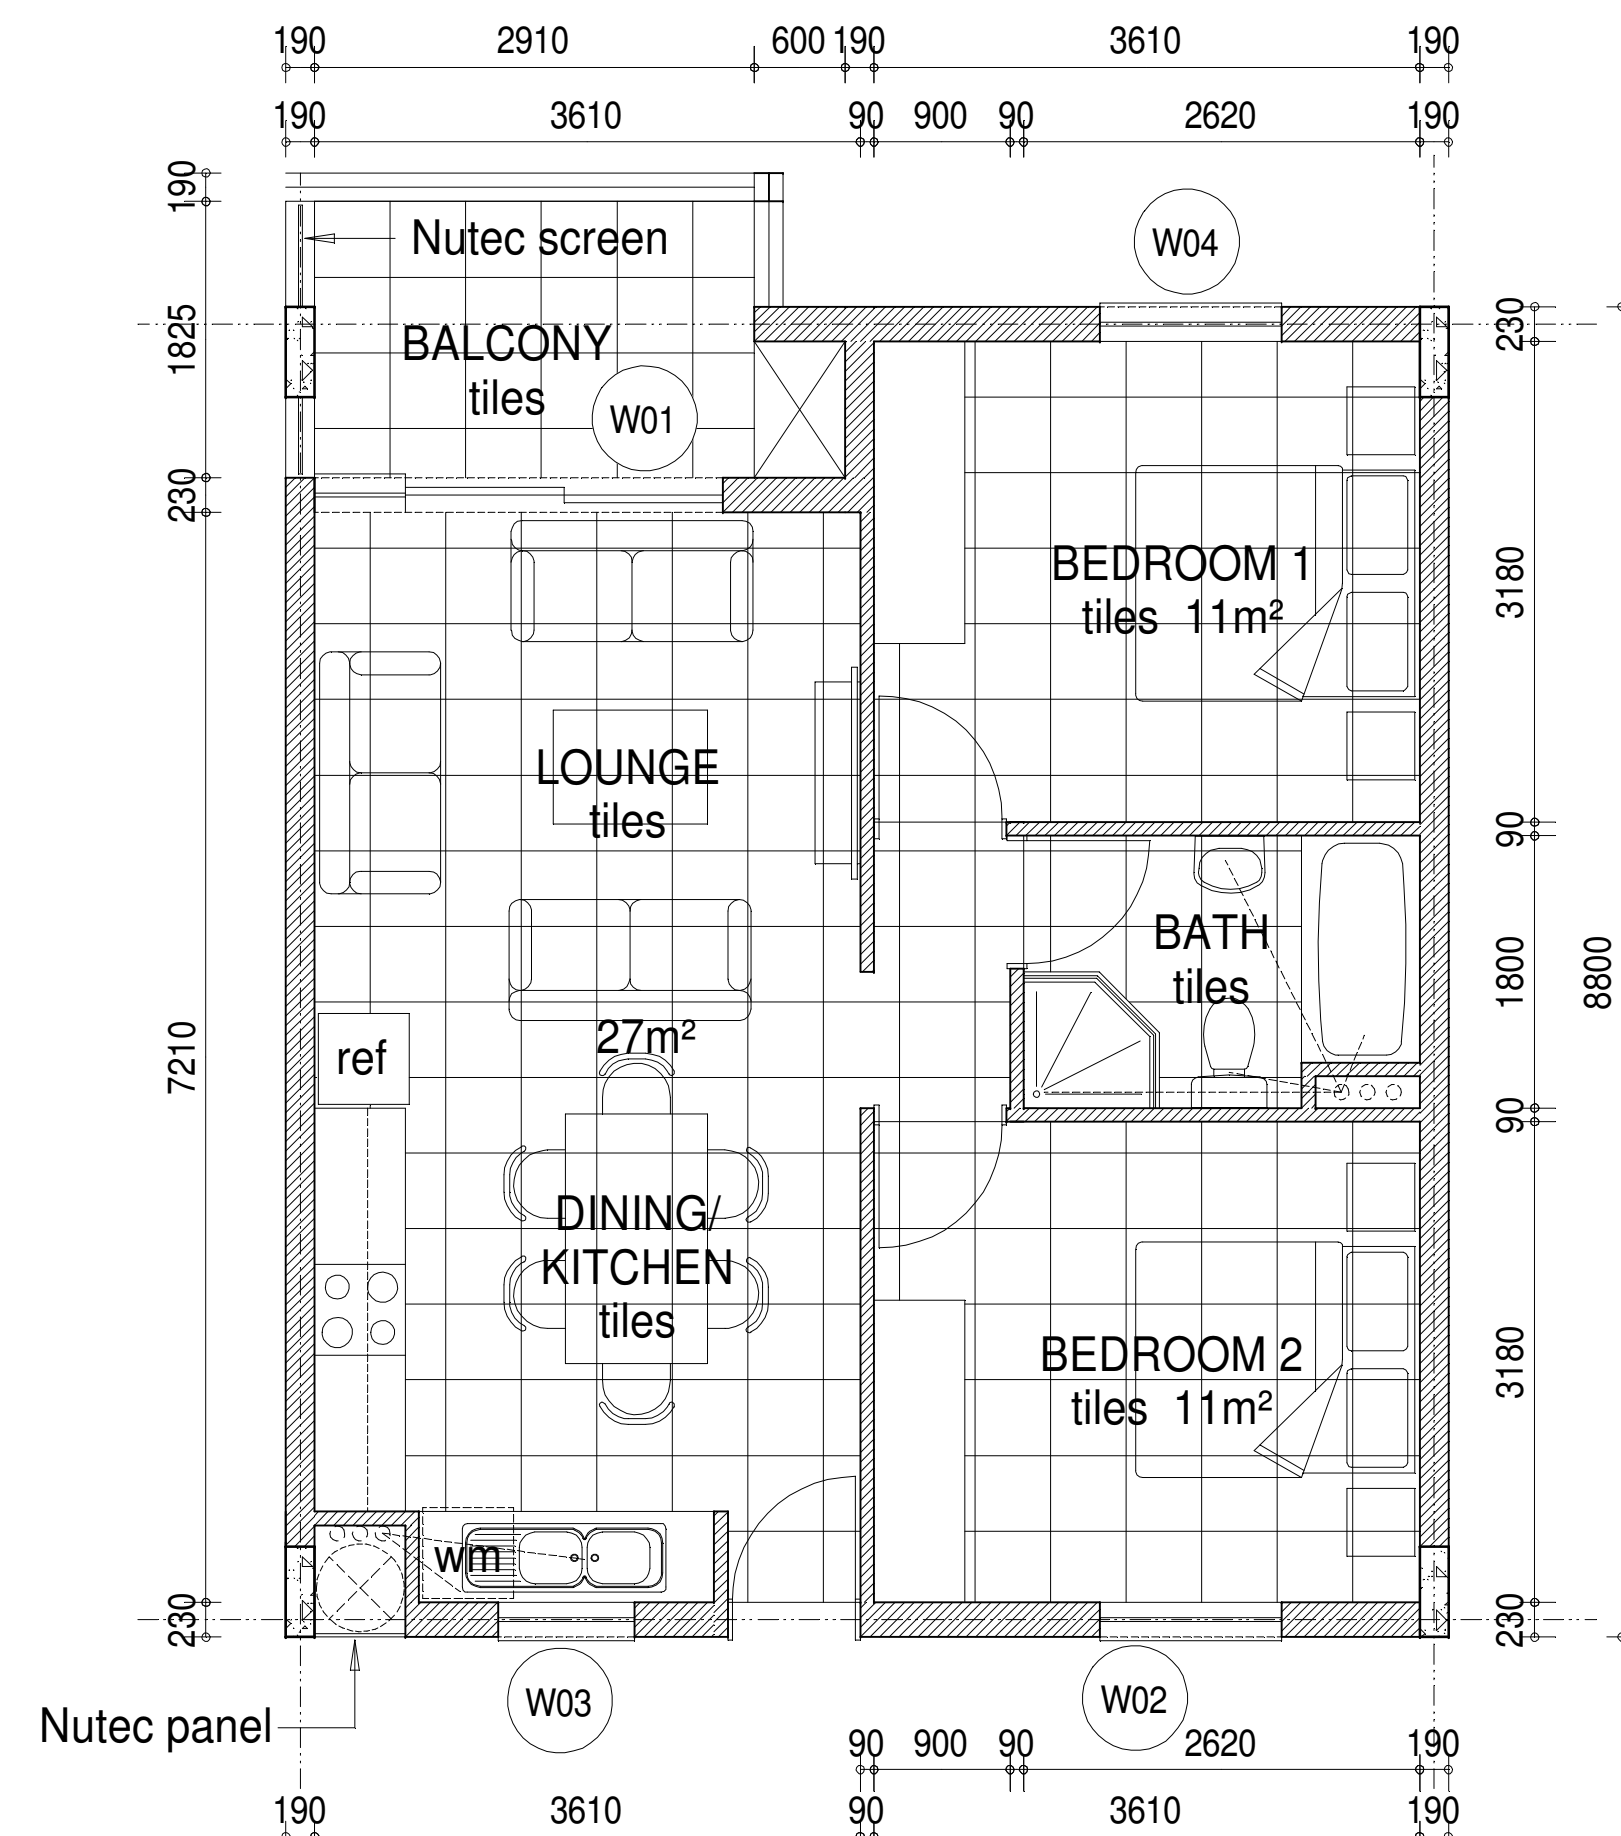 190 2910 600 190 3610 190
190 3610 90 900 90 2620 190
190
Nutec screen
W04
1825
230
BALCONY
tiles
W01
230
3180
BEDROOM 1
tiles 11m²
LOUNGE
tiles
90
BATH
tiles
1800
8800
7210
27m²
ref
90
DINING/
KITCHEN
tiles
3180
BEDROOM 2
tiles 11m²
wm
230
230
W03
W02
Nutec panel
90 900 90 2620 190
190 3610 90 3610 190